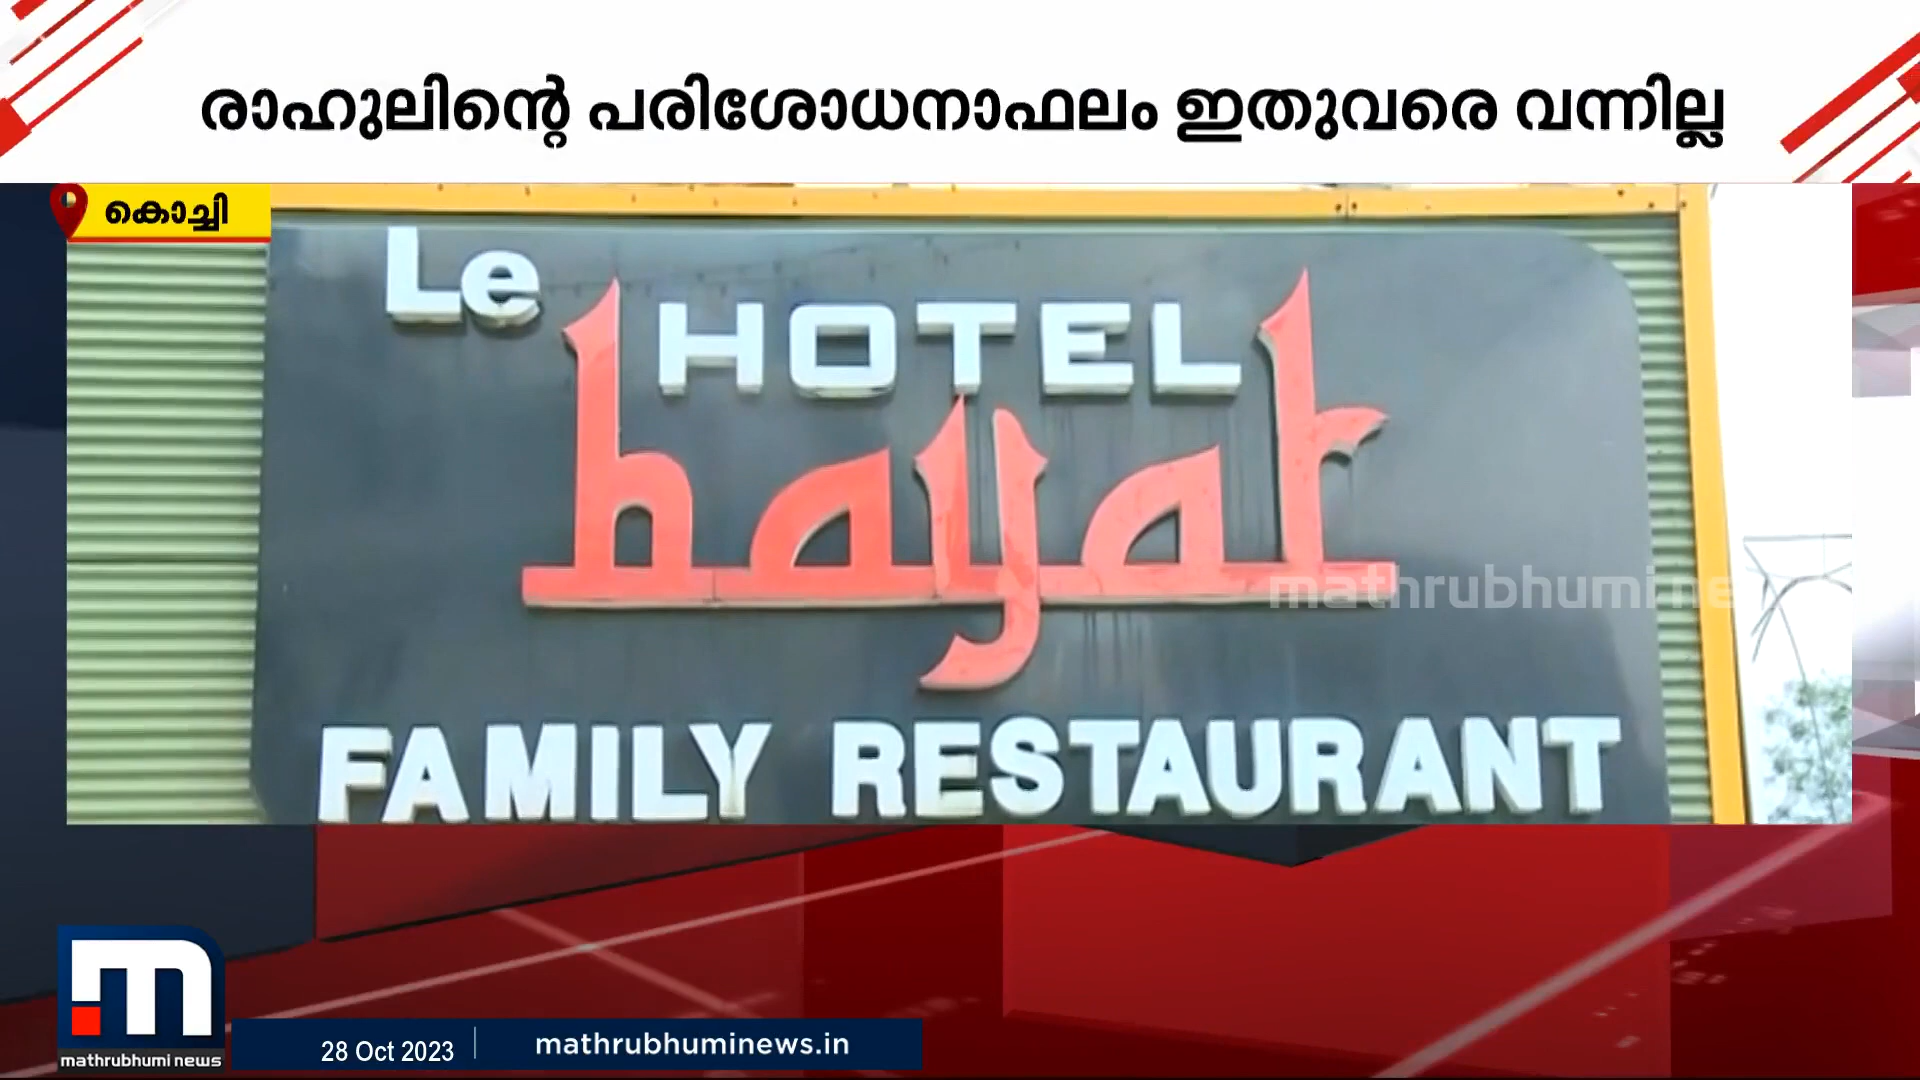 രാഹുലിന്റെ പരിശോധനാഫലം ഇതുവരെ വന്നില്ല
കൊച്ചി
Le
HOTEL
hayat
FAMILY RESTAURANT
mathrubhumi ne
mathrubhumi news
28 Oct 2023
mathrubhuminews.in